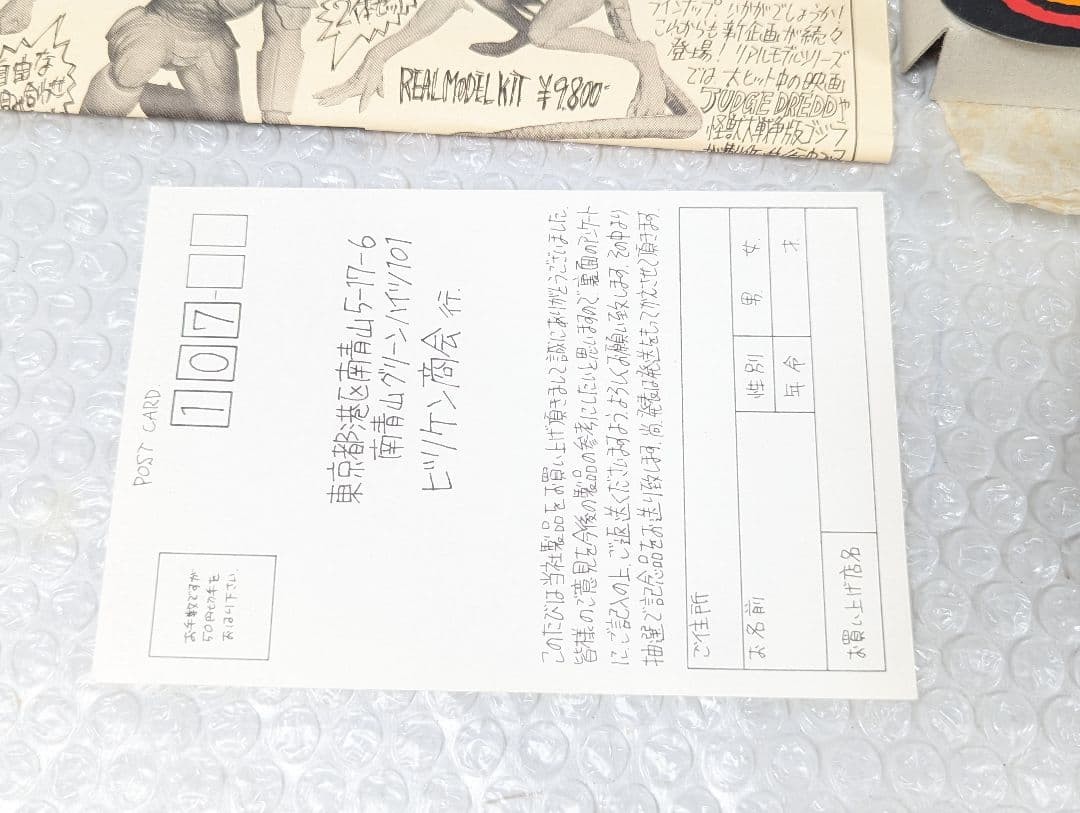 2体セット
自由な
REAL MODEL KIT ¥9.800-
ラインナップ いかがでしょうか!
これからも新企画が続々
登場! リアルモデルシリーズ
では 大ヒット中の映画
JUDGE DREDDや
怪獣大戦争版ゴジラ
POST CARD
107-
東京都港区南青山5-17-6
南青山グリーンハイツ101
ビリケン商会 行
お手数ですが
50円切手を
おはり下さい。
このたびは当社製品をお買い上げ頂きまして誠にありがとうございました。
皆様のご意見を今後の製品の参考にしたいと思いますので裏面のアンケート
にご記入の上、ご返送くださいますようよろしくお願い致します。その中より
抽選で記念品をお送り致します。尚、発表は発送をもってかえさせて頂きます。
ご住所
お名前
性別
男 女
年令
才
お買い上げ店名